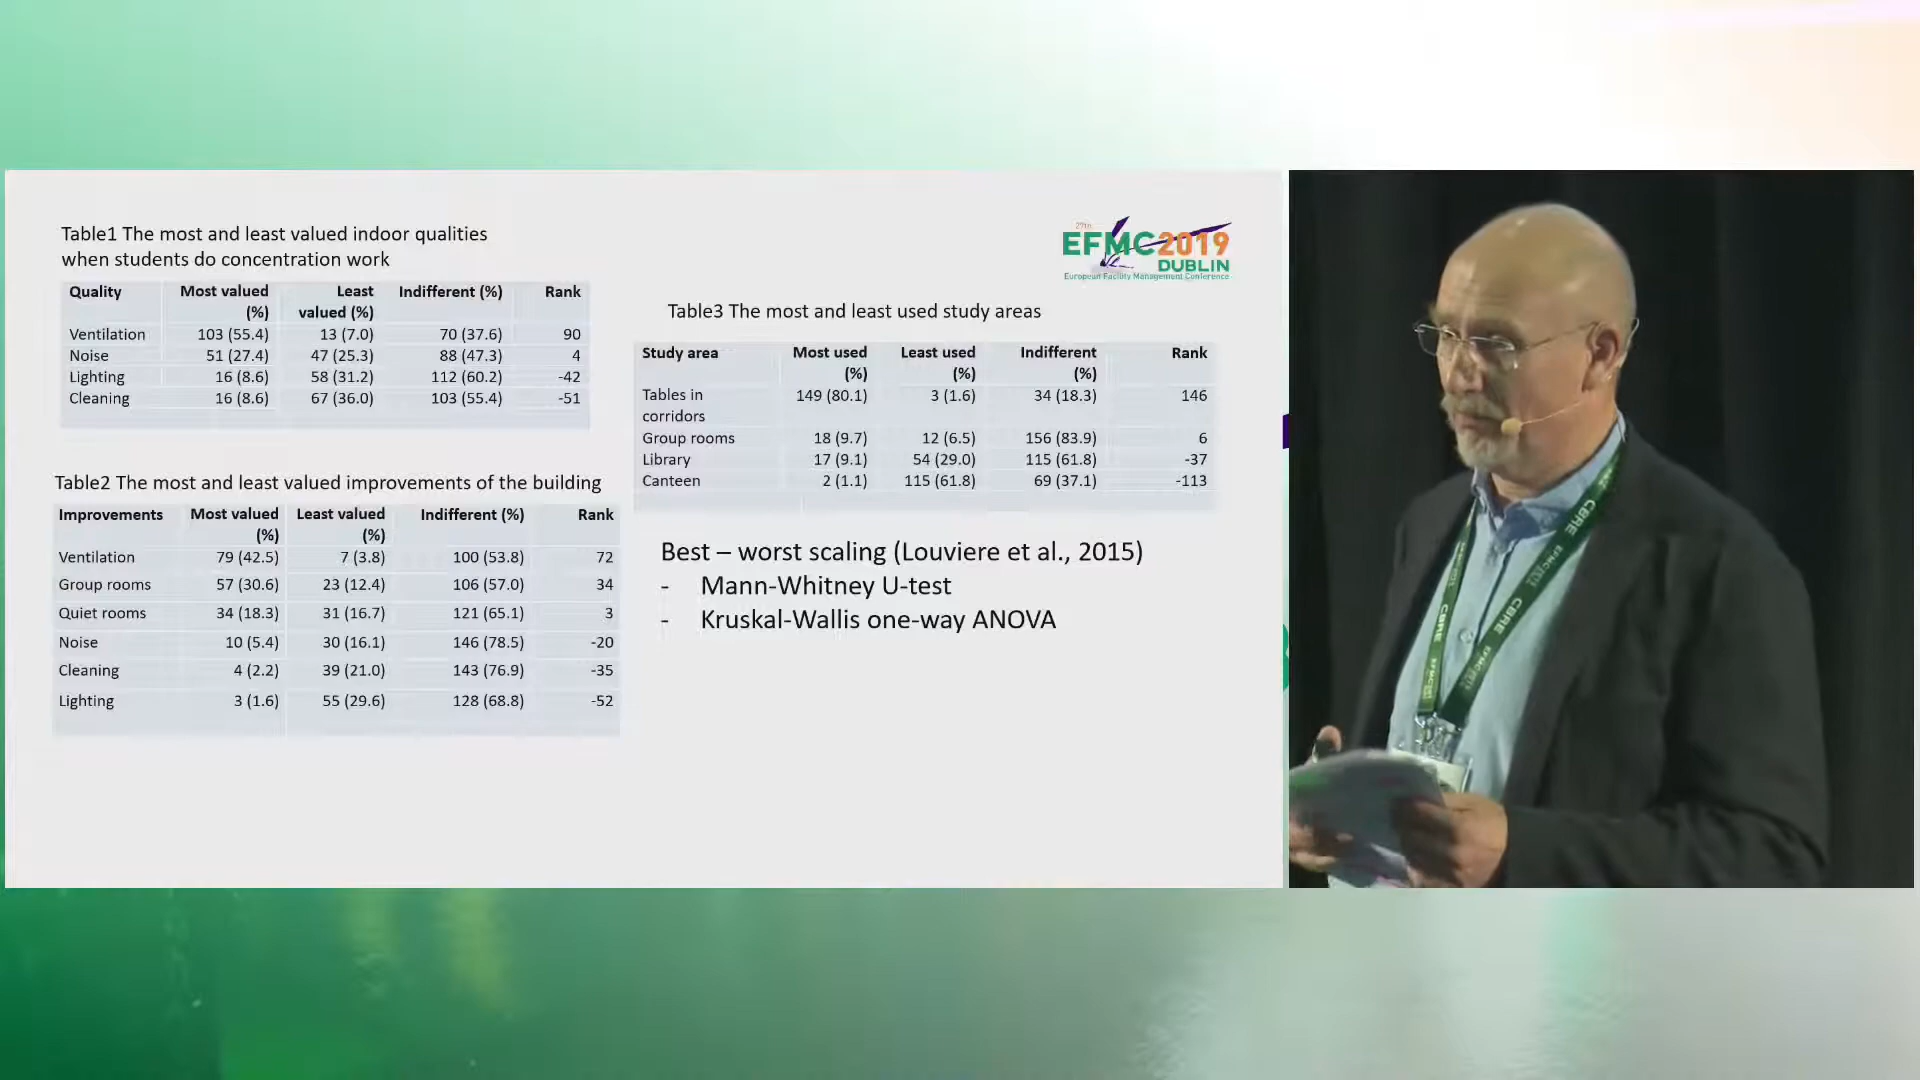 Table1 The most and least valued indoor qualities
when students do concentration work
Quality Most valued (%) Least valued (%) Indifferent (%) Rank
Ventilation 103 (55.4) 13 (7.0) 70 (37.6) 90
Noise 51 (27.4) 47 (25.3) 88 (47.3) 4
Lighting 16 (8.6) 58 (31.2) 112 (60.2) -42
Cleaning 16 (8.6) 67 (36.0) 103 (55.4) -51
Table2 The most and least valued improvements of the building
Improvements Most valued (%) Least valued (%) Indifferent (%) Rank
Ventilation 79 (42.5) 7 (3.8) 100 (53.8) 72
Group rooms 57 (30.6) 23 (12.4) 106 (57.0) 34
Quiet rooms 34 (18.3) 31 (16.7) 121 (65.1) 3
Noise 10 (5.4) 30 (16.1) 146 (78.5) -20
Cleaning 4 (2.2) 39 (21.0) 143 (76.9) -35
Lighting 3 (1.6) 55 (29.6) 128 (68.8) -52
27th
EFMC2019
DUBLIN
European Facility Management Conference
Table3 The most and least used study areas
Study area Most used (%) Least used (%) Indifferent (%) Rank
Tables in corridors 149 (80.1) 3 (1.6) 34 (18.3) 146
Group rooms 18 (9.7) 12 (6.5) 156 (83.9) 6
Library 17 (9.1) 54 (29.0) 115 (61.8) -37
Canteen 2 (1.1) 115 (61.8) 69 (37.1) -113
Best – worst scaling (Louviere et al., 2015)
- Mann-Whitney U-test
- Kruskal-Wallis one-way ANOVA
CBRE
CBRE
CBRE